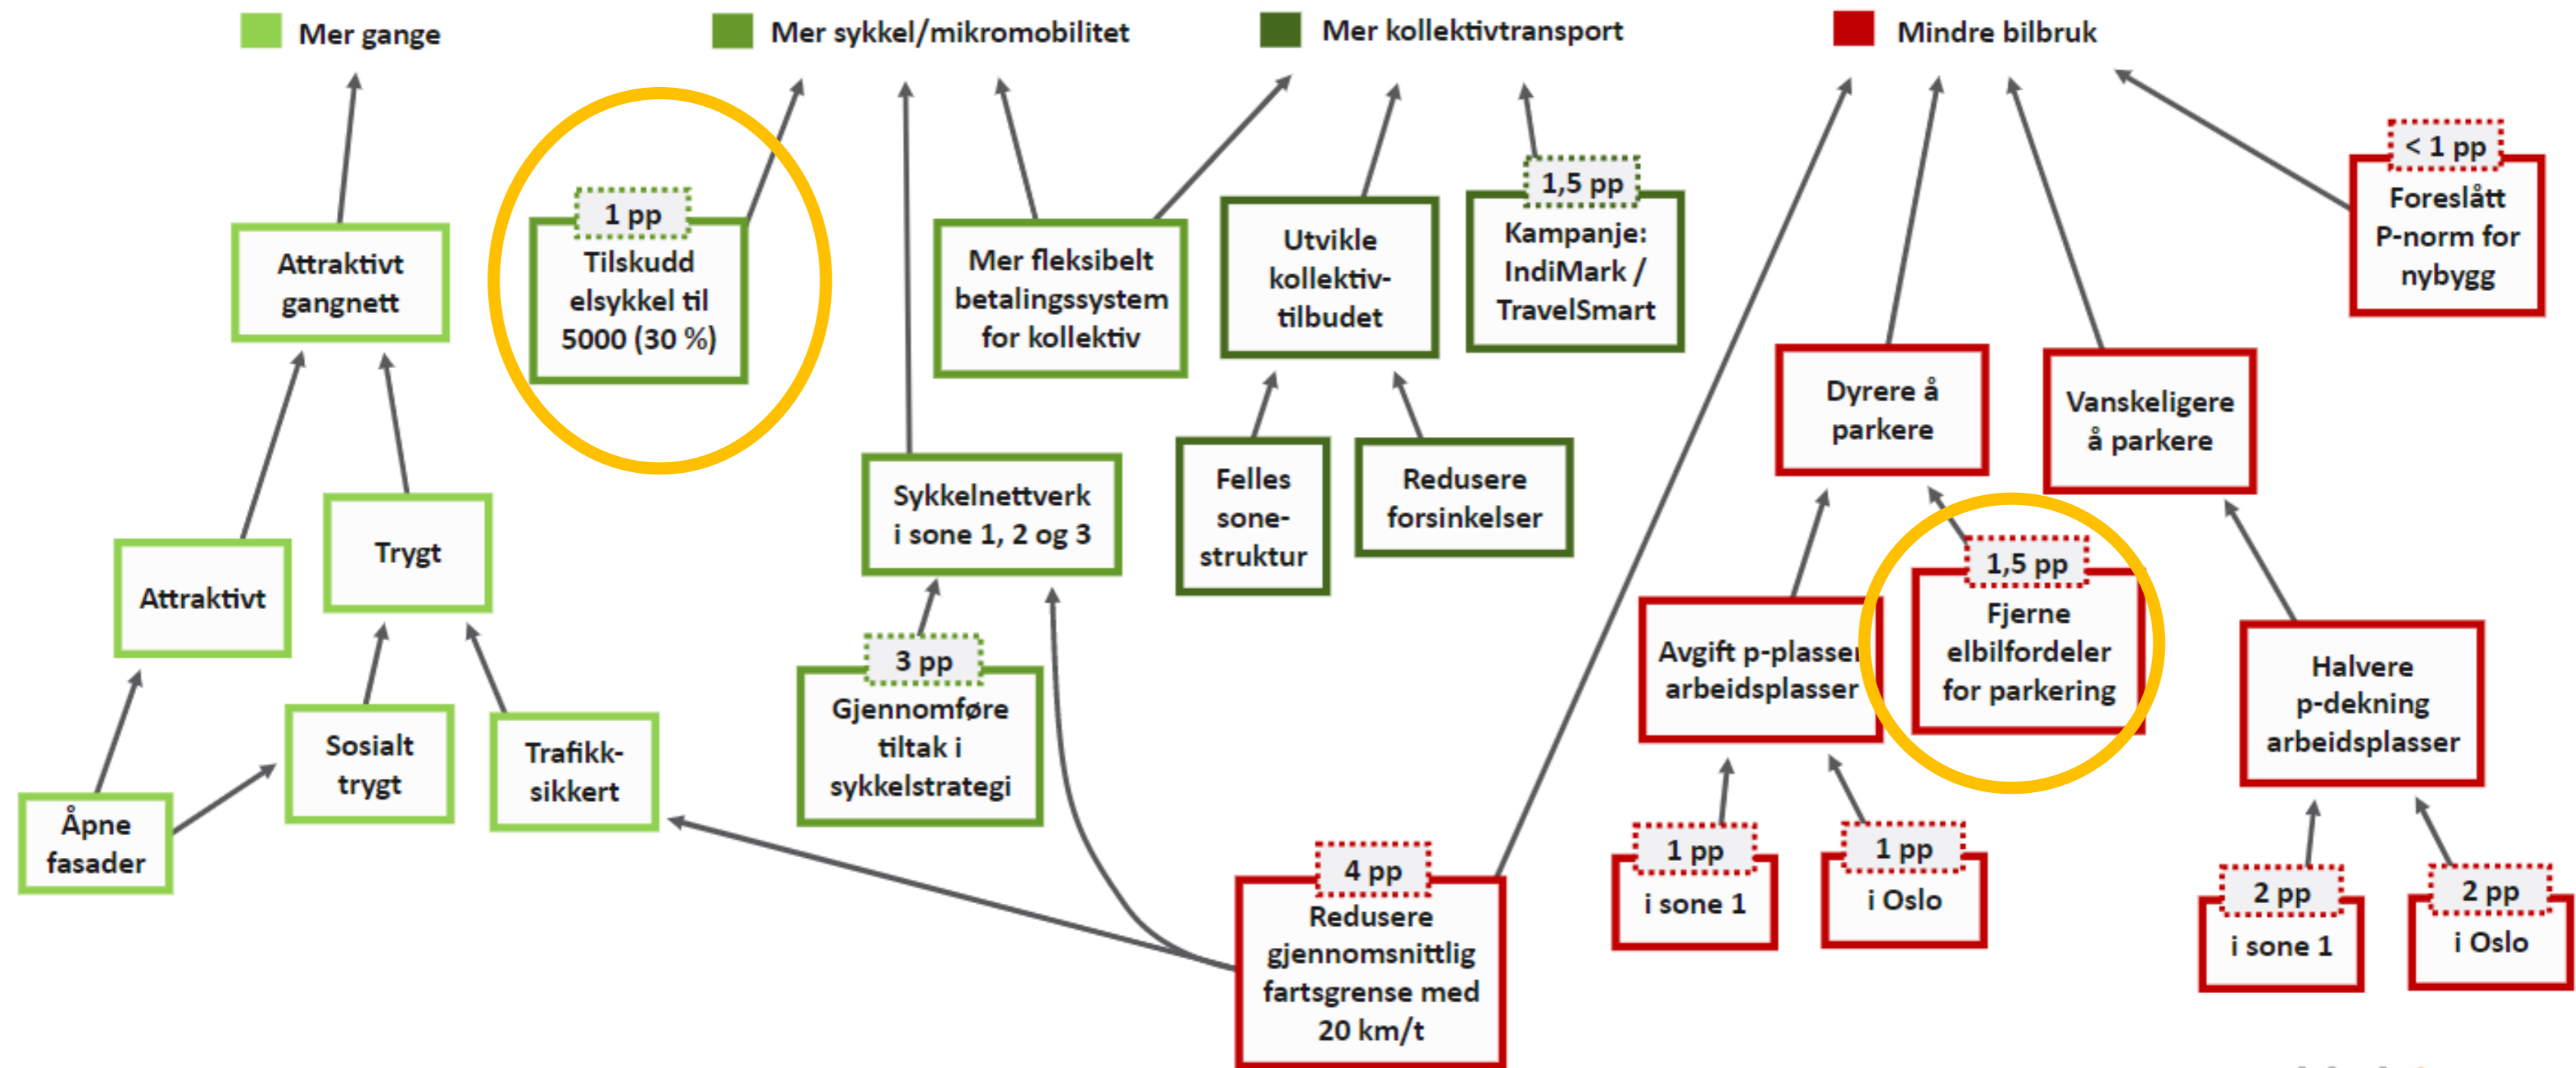 Mer gange
Mer sykkel/mikromobilitet
Mer kollektivtransport
Mindre bilbruk
Attraktivt
gangnett
1 pp
Tilskudd
elsykkel til
5000 (30 %)
Mer fleksibelt
betalingssystem
for kollektiv
Utvikle
kollektiv-
tilbudet
1,5 pp
Kampanje:
IndiMark /
TravelSmart
< 1 pp
Foreslått
P-norm for
nybygg
Dyrere å
parkere
Vanskeligere
å parkere
Attraktivt
Trygt
Sykkelnettverk
i sone 1, 2 og 3
Felles
sone-
struktur
Redusere
forsinkelser
Avgift p-plasser
arbeidsplasser
1,5 pp
Fjerne
elbilfordeler
for parkering
Halvere
p-dekning
arbeidsplasser
Åpne
fasader
Sosialt
trygt
Trafikk-
sikkert
3 pp
Gjennomføre
tiltak i
sykkelstrategi
4 pp
Redusere
gjennomsnittlig
fartsgrense med
20 km/t
1 pp
i sone 1
1 pp
i Oslo
2 pp
i sone 1
2 pp
i Oslo